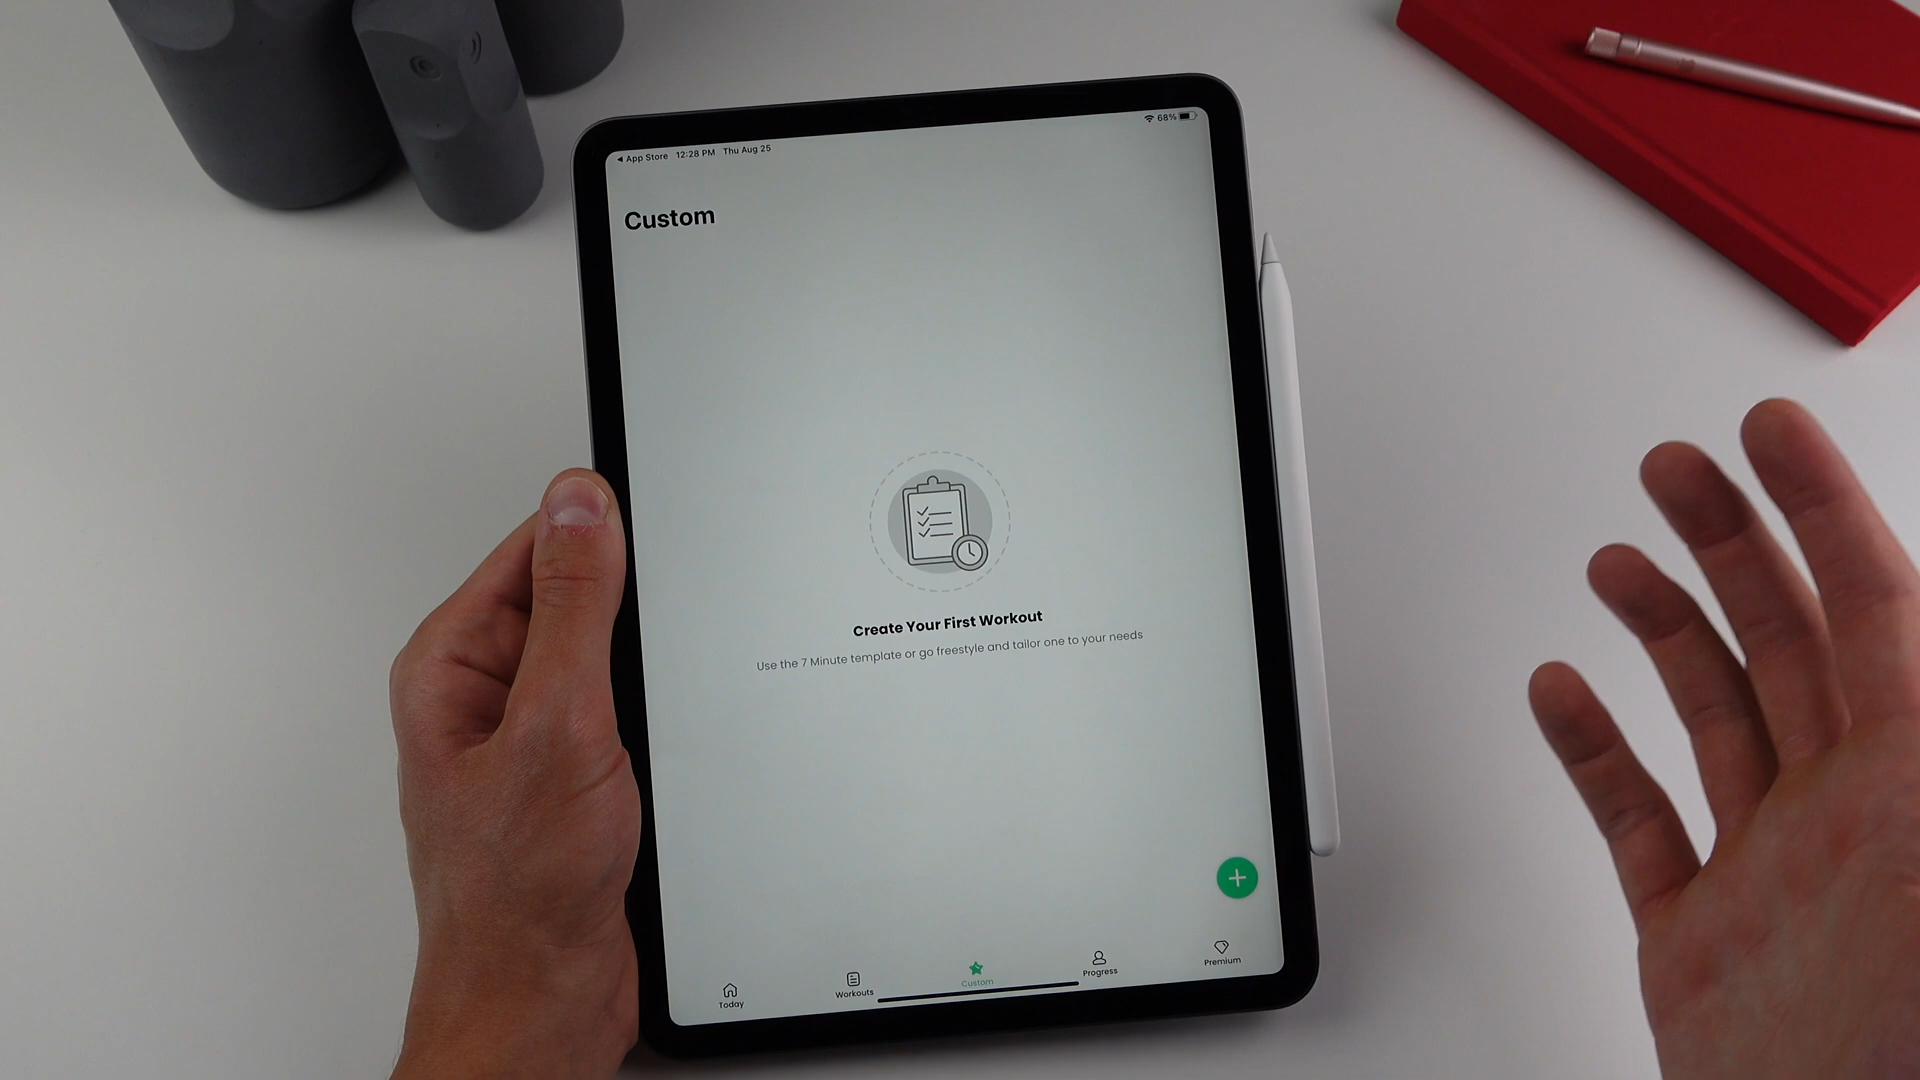 ◀ App Store 12:28 PM Thu Aug 25
68%
Custom
Create Your First Workout
Use the 7 Minute template or go freestyle and tailor one to your needs
Today
Workouts
Custom
Progress
Premium